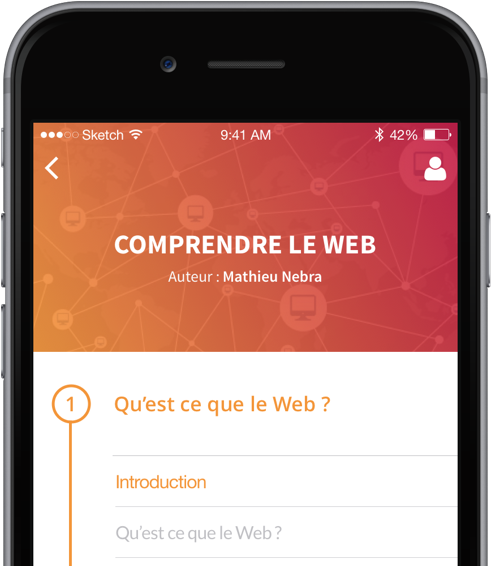 Sketch 9:41 AM 42%
COMPRENDRE LE WEB
Auteur : Mathieu Nebra
1 Qu’est ce que le Web ?
Introduction
Qu’est ce que le Web ?